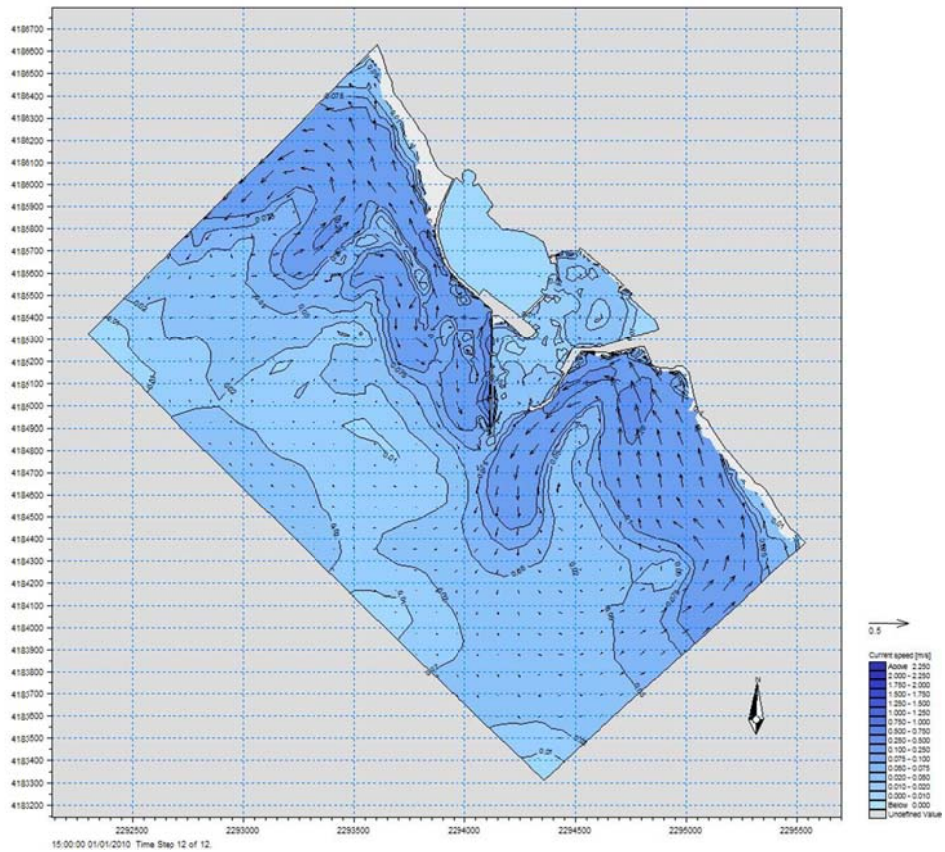 4186700
4186600
4186500
4186400
4186300
4186200
4186100
4186000
4185900
4185800
4185700
4185600
4185500
4185400
4185300
4185200
4185100
4185000
4184900
4184800
4184700
4184600
4184500
4184400
4184300
4184200
4184100
4184000
4183900
4183800
4183700
4183600
4183500
4183400
4183300
4183200
2292500 2293000 2293500 2294000 2294500 2295000 2295500
15:00:00 01/01/2010 Time Step 12 of 12.
0.5
N
Current speed [m/s]
Above 2.250
2.000 - 2.250
1.750 - 2.000
1.500 - 1.750
1.250 - 1.500
1.000 - 1.250
0.750 - 1.000
0.500 - 0.750
0.250 - 0.500
0.100 - 0.250
0.075 - 0.100
0.050 - 0.075
0.020 - 0.050
0.010 - 0.020
0.000 - 0.010
Below 0.000
Undefined Value